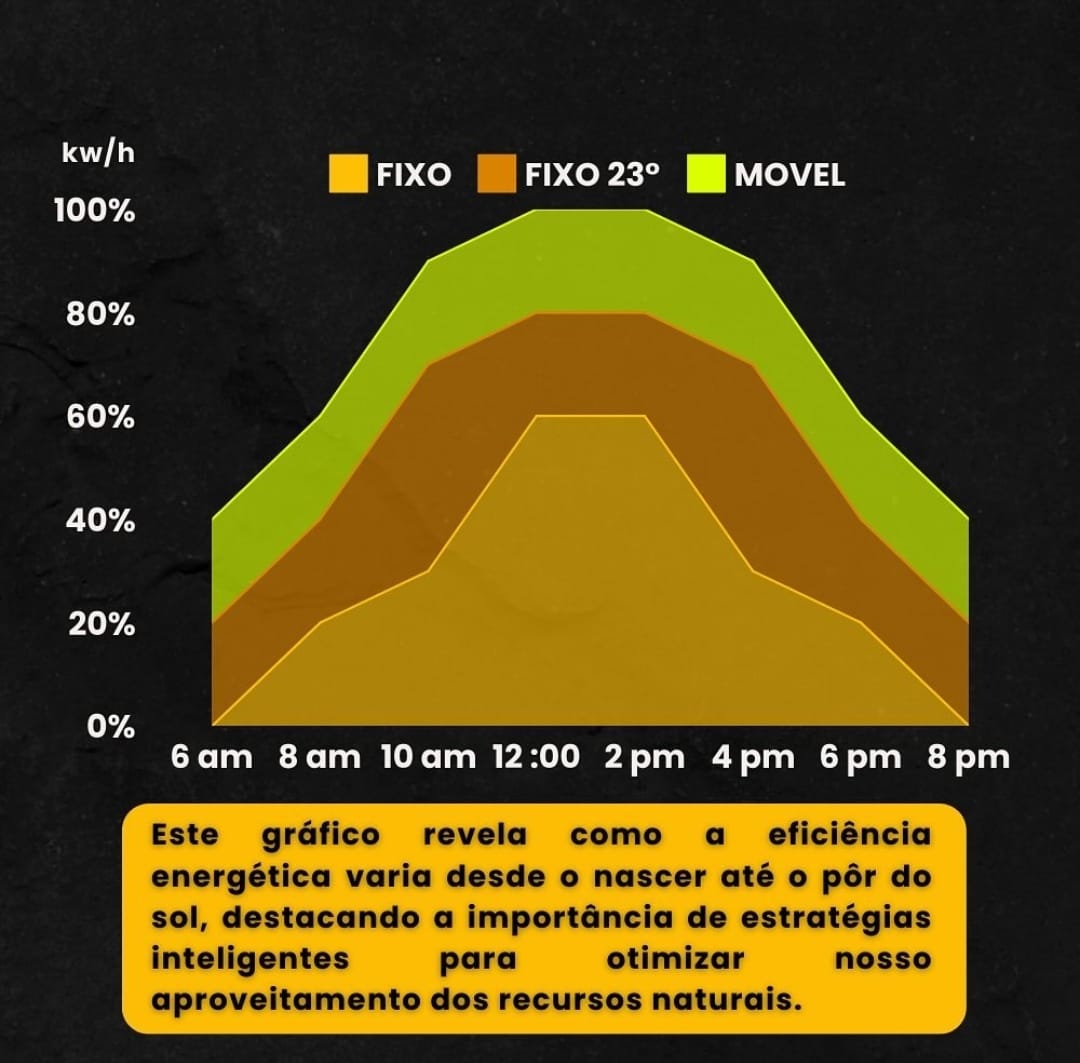 kw/h
FIXO FIXO 23º MOVEL
100%
80%
60%
40%
20%
0%
6 am 8 am 10 am 12:00 2 pm 4 pm 6 pm 8 pm
Este gráfico revela como a eficiência
energética varia desde o nascer até o pôr do
sol, destacando a importância de estratégias
inteligentes para otimizar nosso
aproveitamento dos recursos naturais.